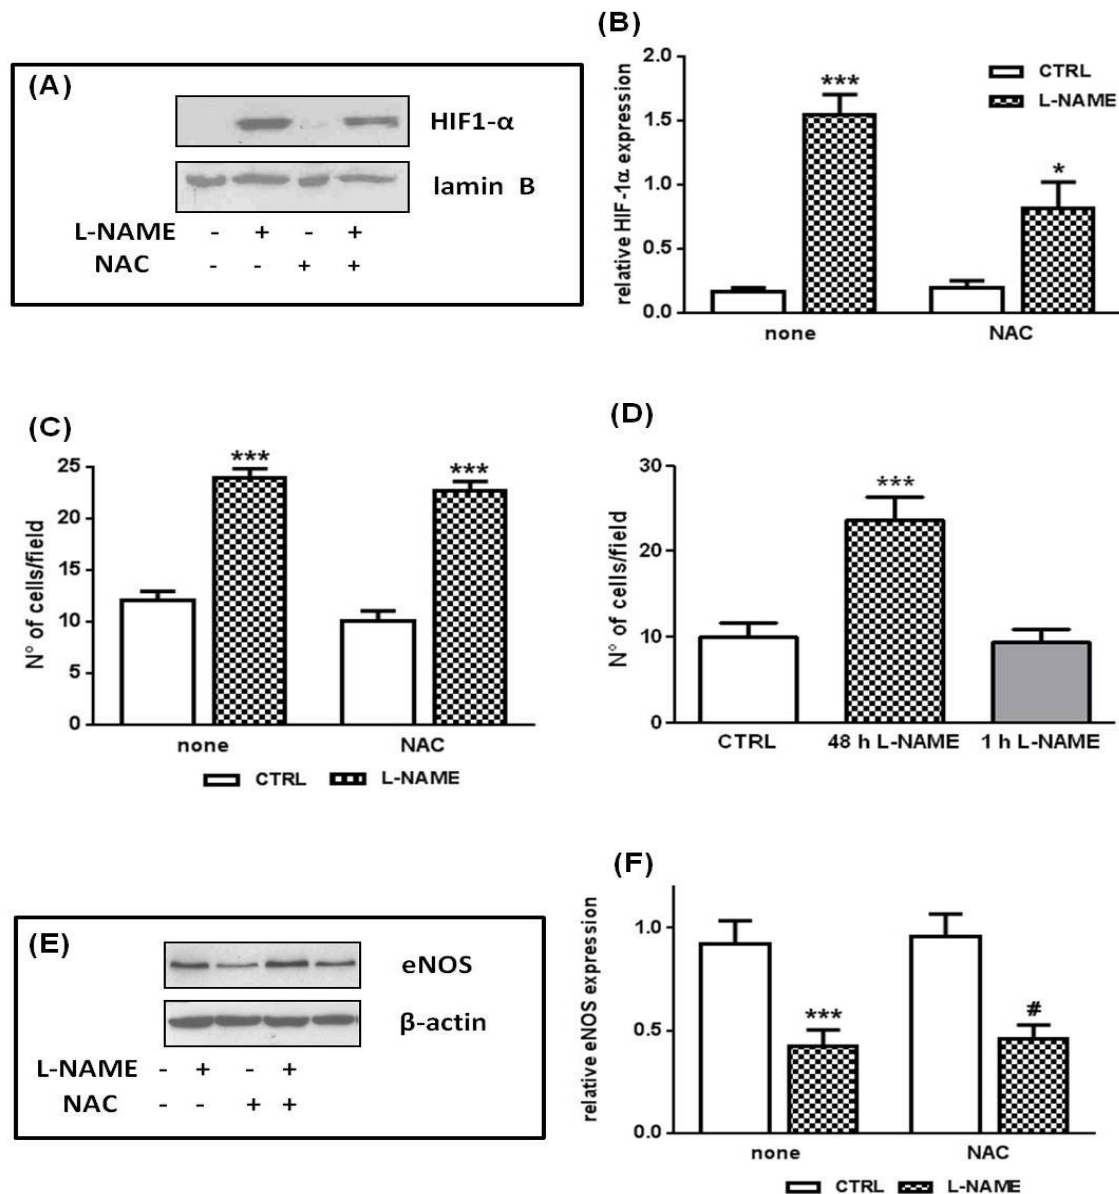 (A)
HIF1-α
lamin B
L-NAME - + - +
NAC - - + +
(B)
relative HIF-1α expression
2.0
1.5
1.0
0.5
0.0
CTRL
L-NAME
***
*
none NAC
(C)
N° of cells/field
25
20
15
10
5
0
***
***
none NAC
CTRL L-NAME
(D)
N° of cells/field
30
20
10
0
***
CTRL 48 h L-NAME 1 h L-NAME
(E)
eNOS
β-actin
L-NAME - + - +
NAC - - + +
(F)
relative eNOS expression
1.0
0.5
0.0
***
#
none NAC
CTRL L-NAME